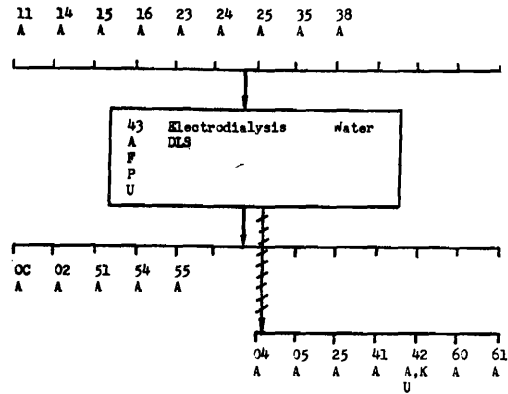 11 14 15 16 23 24 25 35 38
A A A A A A A A A
43 Electrodialysis Water
A DLS
F
P
U
0C 02 51 54 55
A A A A A
04 05 25 41 42 60 61
A A A A A,K A A
U